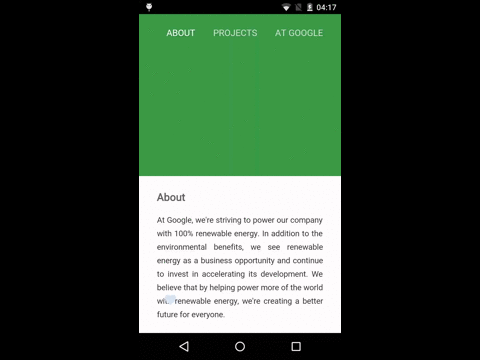 04:17
ABOUT PROJECTS AT GOOGLE
About
At Google, we're striving to power our company
with 100% renewable energy. In addition to the
environmental benefits, we see renewable
energy as a business opportunity and continue
to invest in accelerating its development. We
believe that by helping power more of the world
with renewable energy, we're creating a better
future for everyone.